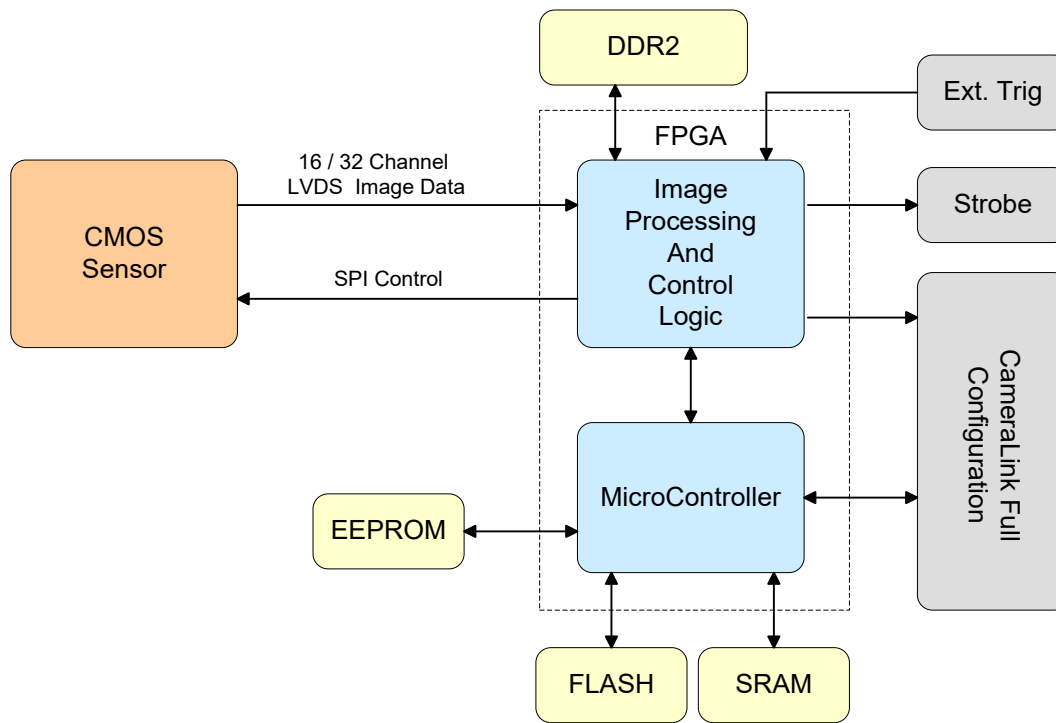 DDR2
Ext. Trig
FPGA
16 / 32 Channel
LVDS  Image Data
Image
Processing
And
Control
Logic
Strobe
CMOS
Sensor
SPI Control
CameraLink Full
Configuration
MicroController
EEPROM
FLASH
SRAM